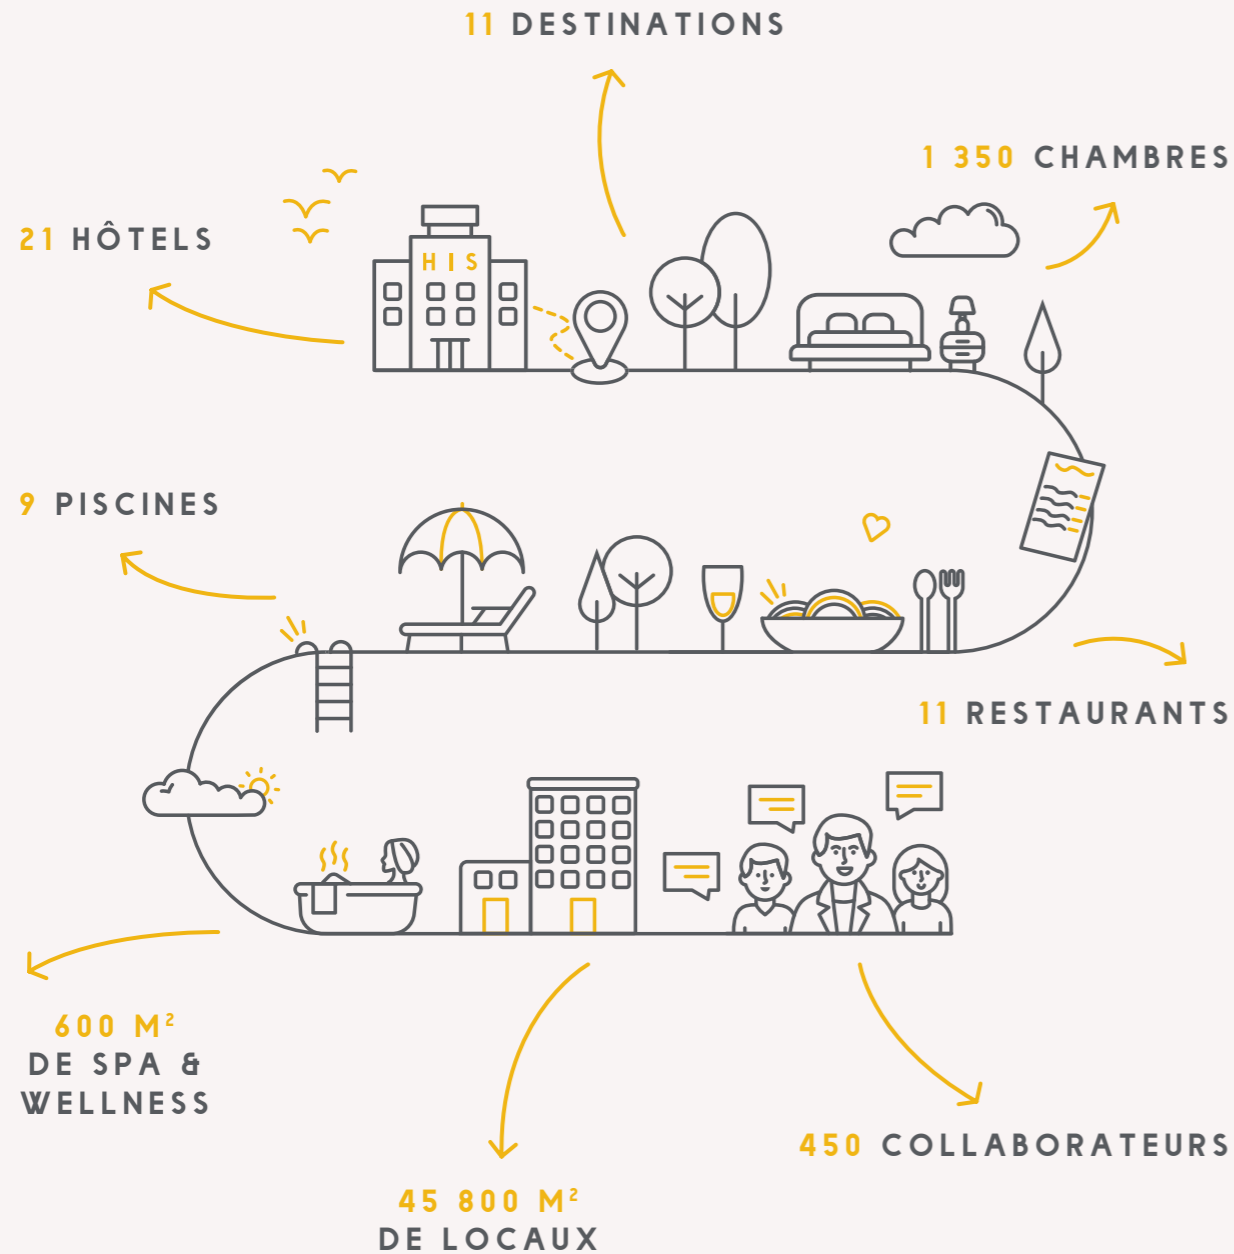 11 DESTINATIONS
1 350 CHAMBRES
21 HÔTELS
HIS
9 PISCINES
11 RESTAURANTS
600 M²
DE SPA &
WELLNESS
450 COLLABORATEURS
45 800 M²
DE LOCAUX